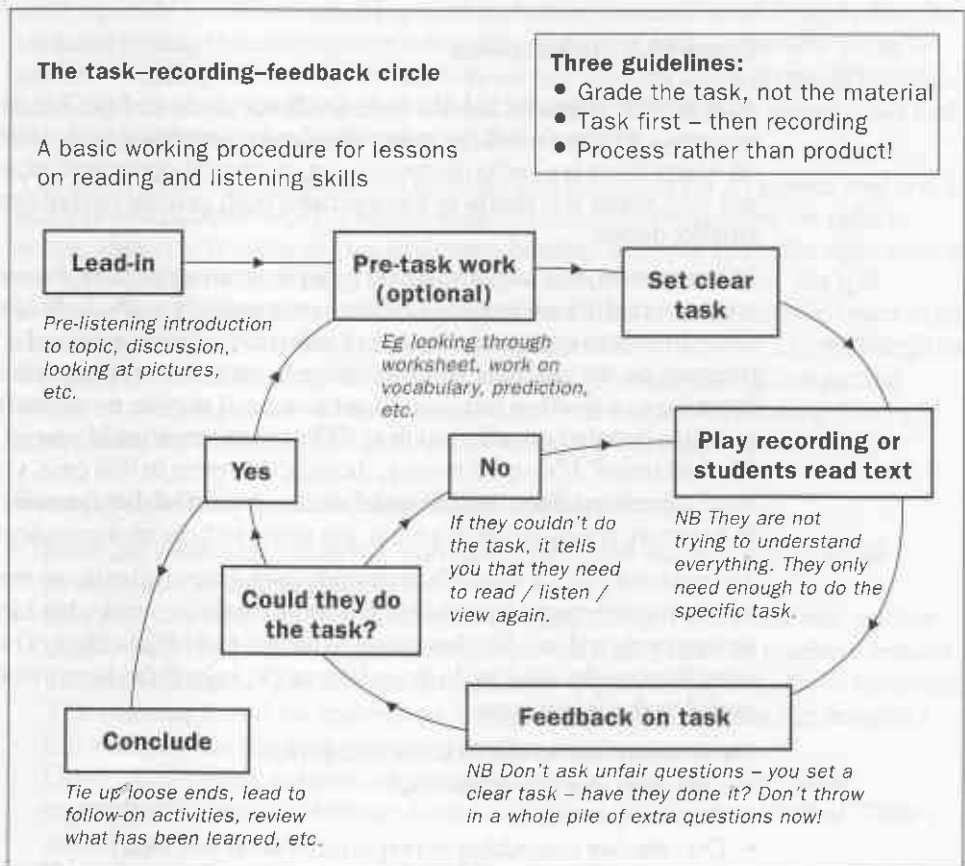 The task–recording–feedback circle
A basic working procedure for lessons
on reading and listening skills
Three guidelines:
• Grade the task, not the material
• Task first – then recording
• Process rather than product!
Lead-in
Pre-listening introduction
to topic, discussion,
looking at pictures,
etc.
Pre-task work
(optional)
Eg looking through
worksheet, work on
vocabulary, prediction,
etc.
Set clear
task
Play recording or
students read text
NB They are not
trying to understand
everything. They only
need enough to do the
specific task.
Feedback on task
NB Don't ask unfair questions – you set a
clear task – have they done it? Don't throw
in a whole pile of extra questions now!
Could they do
the task?
No
If they couldn't do
the task, it tells
you that they need
to read / listen /
view again.
Yes
Conclude
Tie up loose ends, lead to
follow-on activities, review
what has been learned, etc.